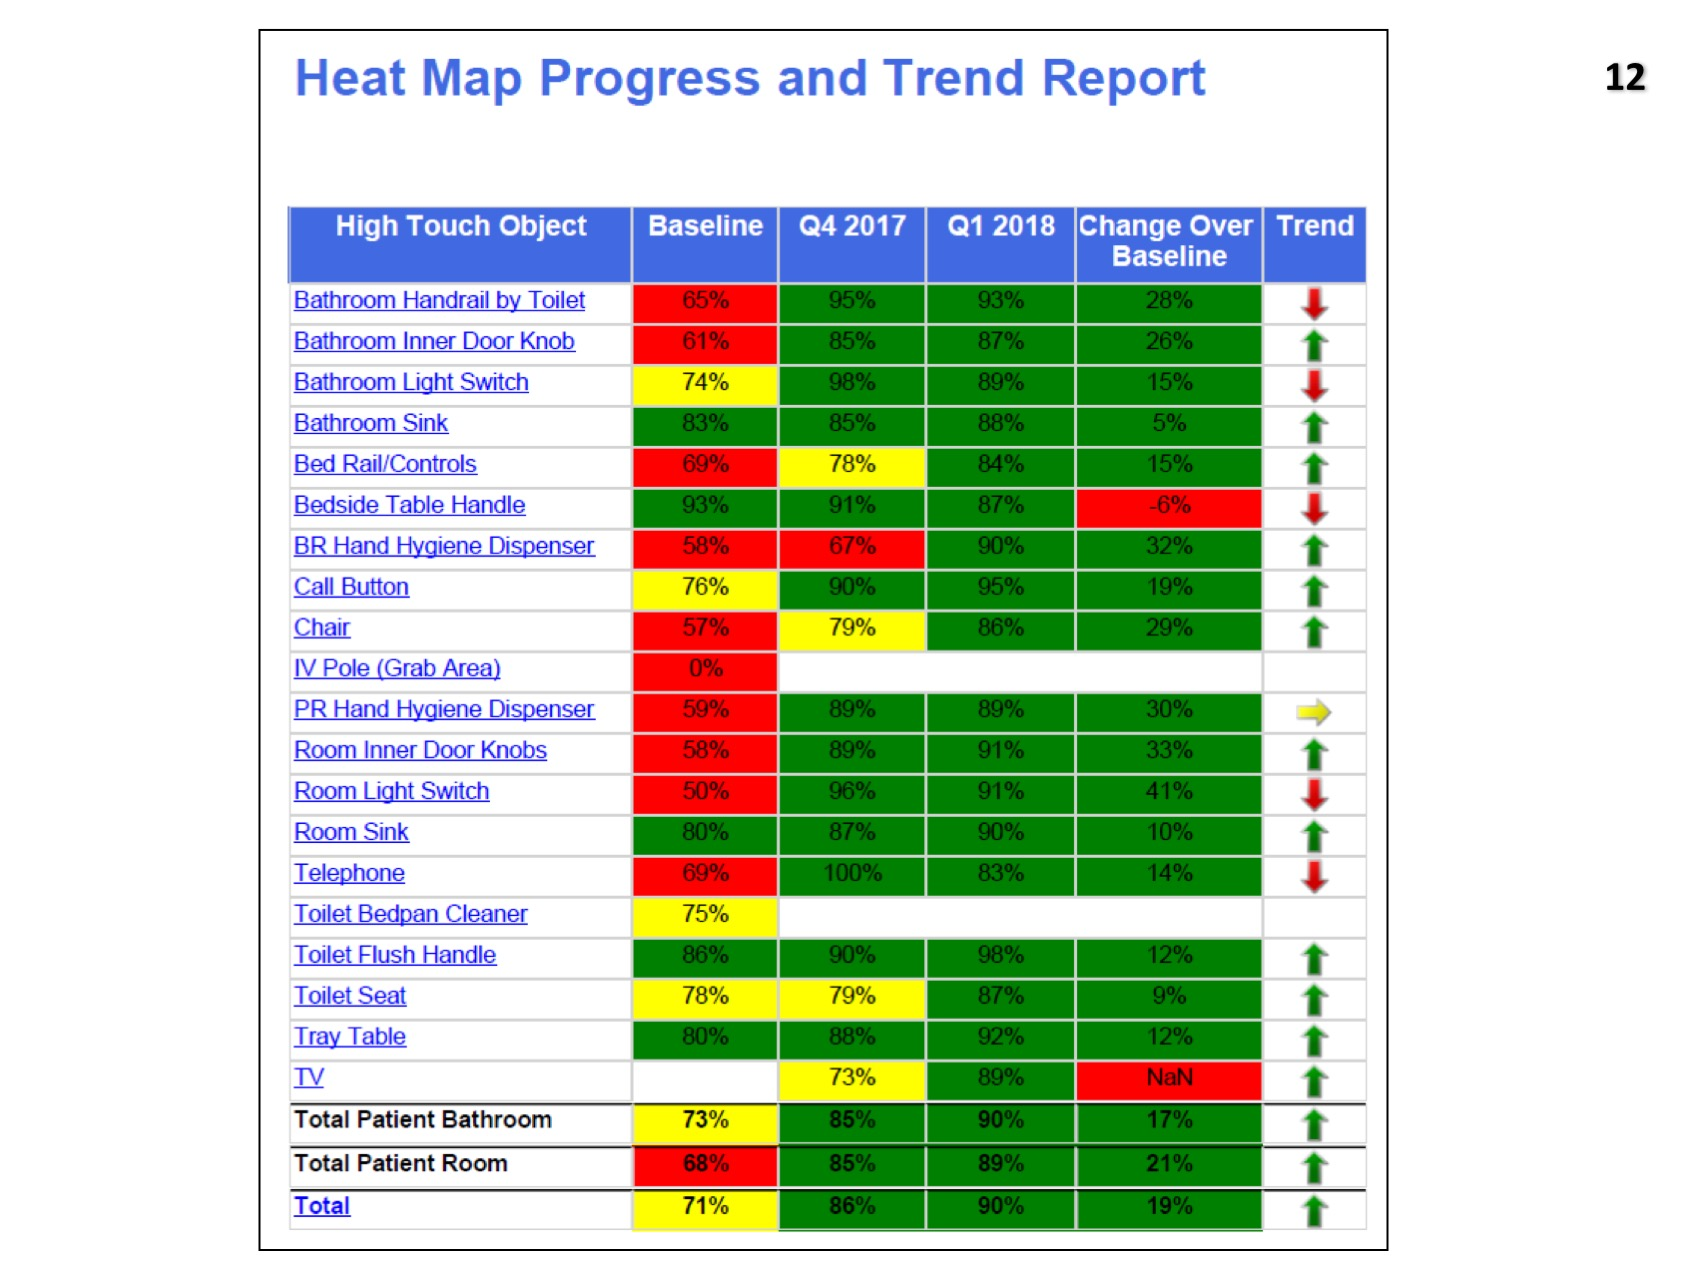 Heat Map Progress and Trend Report
12
High Touch Object Baseline Q4 2017 Q1 2018 Change Over Baseline Trend
Bathroom Handrail by Toilet 65% 95% 93% 28%
Bathroom Inner Door Knob 61% 85% 87% 26%
Bathroom Light Switch 74% 98% 89% 15%
Bathroom Sink 83% 85% 88% 5%
Bed Rail/Controls 69% 78% 84% 15%
Bedside Table Handle 93% 91% 87% -6%
BR Hand Hygiene Dispenser 58% 67% 90% 32%
Call Button 76% 90% 95% 19%
Chair 57% 79% 86% 29%
IV Pole (Grab Area) 0%
PR Hand Hygiene Dispenser 59% 89% 89% 30%
Room Inner Door Knobs 58% 89% 91% 33%
Room Light Switch 50% 96% 91% 41%
Room Sink 80% 87% 90% 10%
Telephone 69% 100% 83% 14%
Toilet Bedpan Cleaner 75%
Toilet Flush Handle 86% 90% 98% 12%
Toilet Seat 78% 79% 87% 9%
Tray Table 80% 88% 92% 12%
TV 73% 89% NaN
Total Patient Bathroom 73% 85% 90% 17%
Total Patient Room 68% 85% 89% 21%
Total 71% 86% 90% 19%